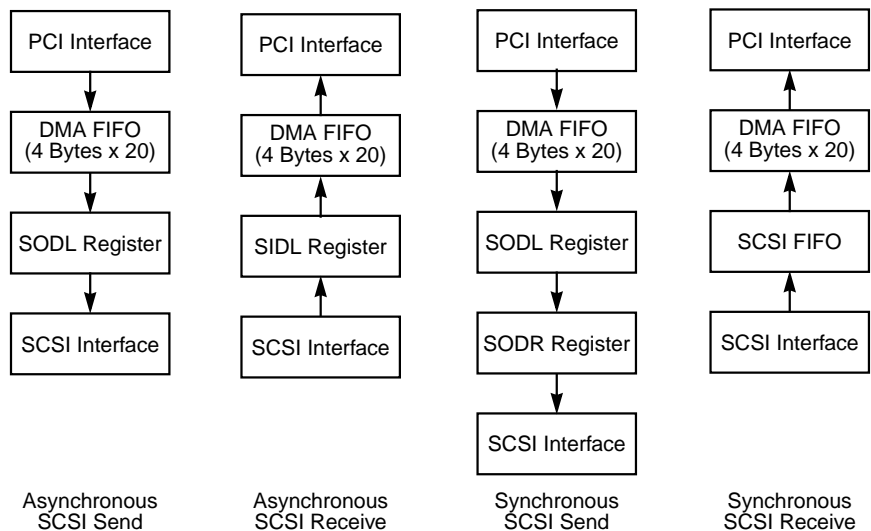 PCI Interface
DMA FIFO
(4 Bytes x 20)
SODL Register
SCSI Interface
Asynchronous
SCSI Send
PCI Interface
DMA FIFO
(4 Bytes x 20)
SIDL Register
SCSI Interface
Asynchronous
SCSI Receive
PCI Interface
DMA FIFO
(4 Bytes x 20)
SODL Register
SODR Register
SCSI Interface
Synchronous
SCSI Send
PCI Interface
DMA FIFO
(4 Bytes x 20)
SCSI FIFO
SCSI Interface
Synchronous
SCSI Receive